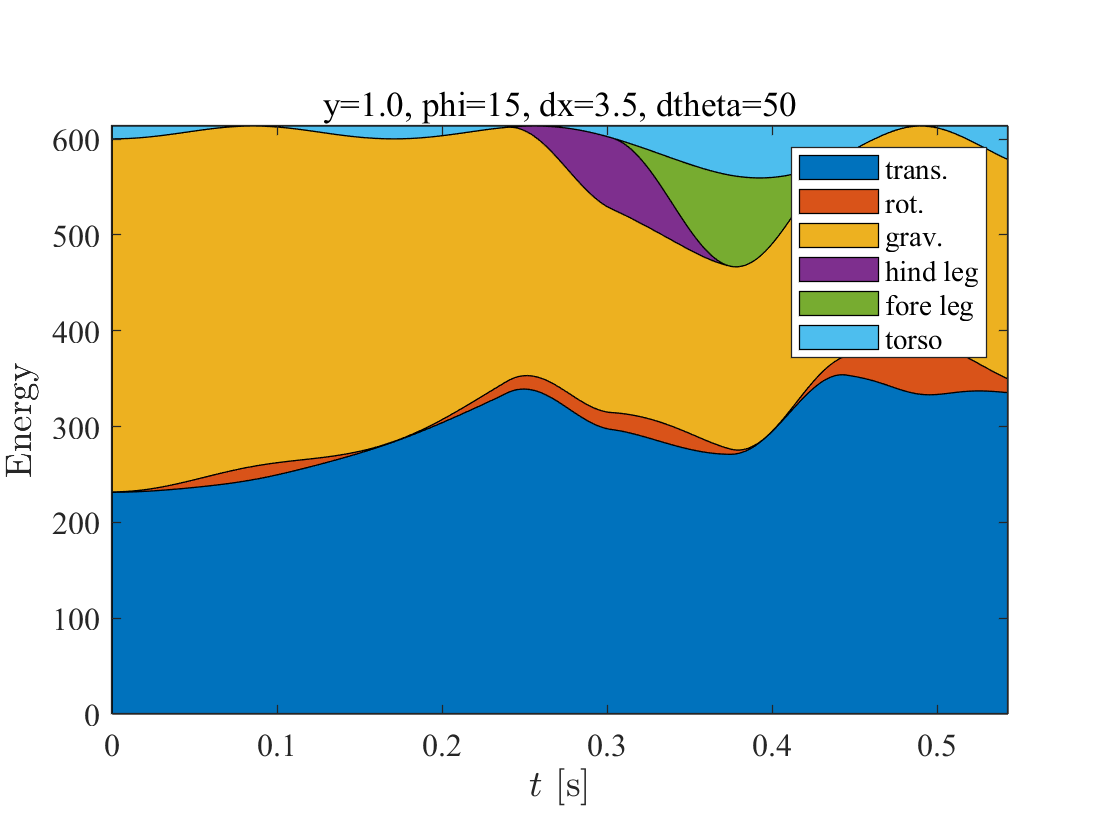 y=1.0, phi=15, dx=3.5, dtheta=50
600
500
400
300
200
100
0
Energy
trans.
rot.
grav.
hind leg
fore leg
torso
0 0.1 0.2 0.3 0.4 0.5
t [s]